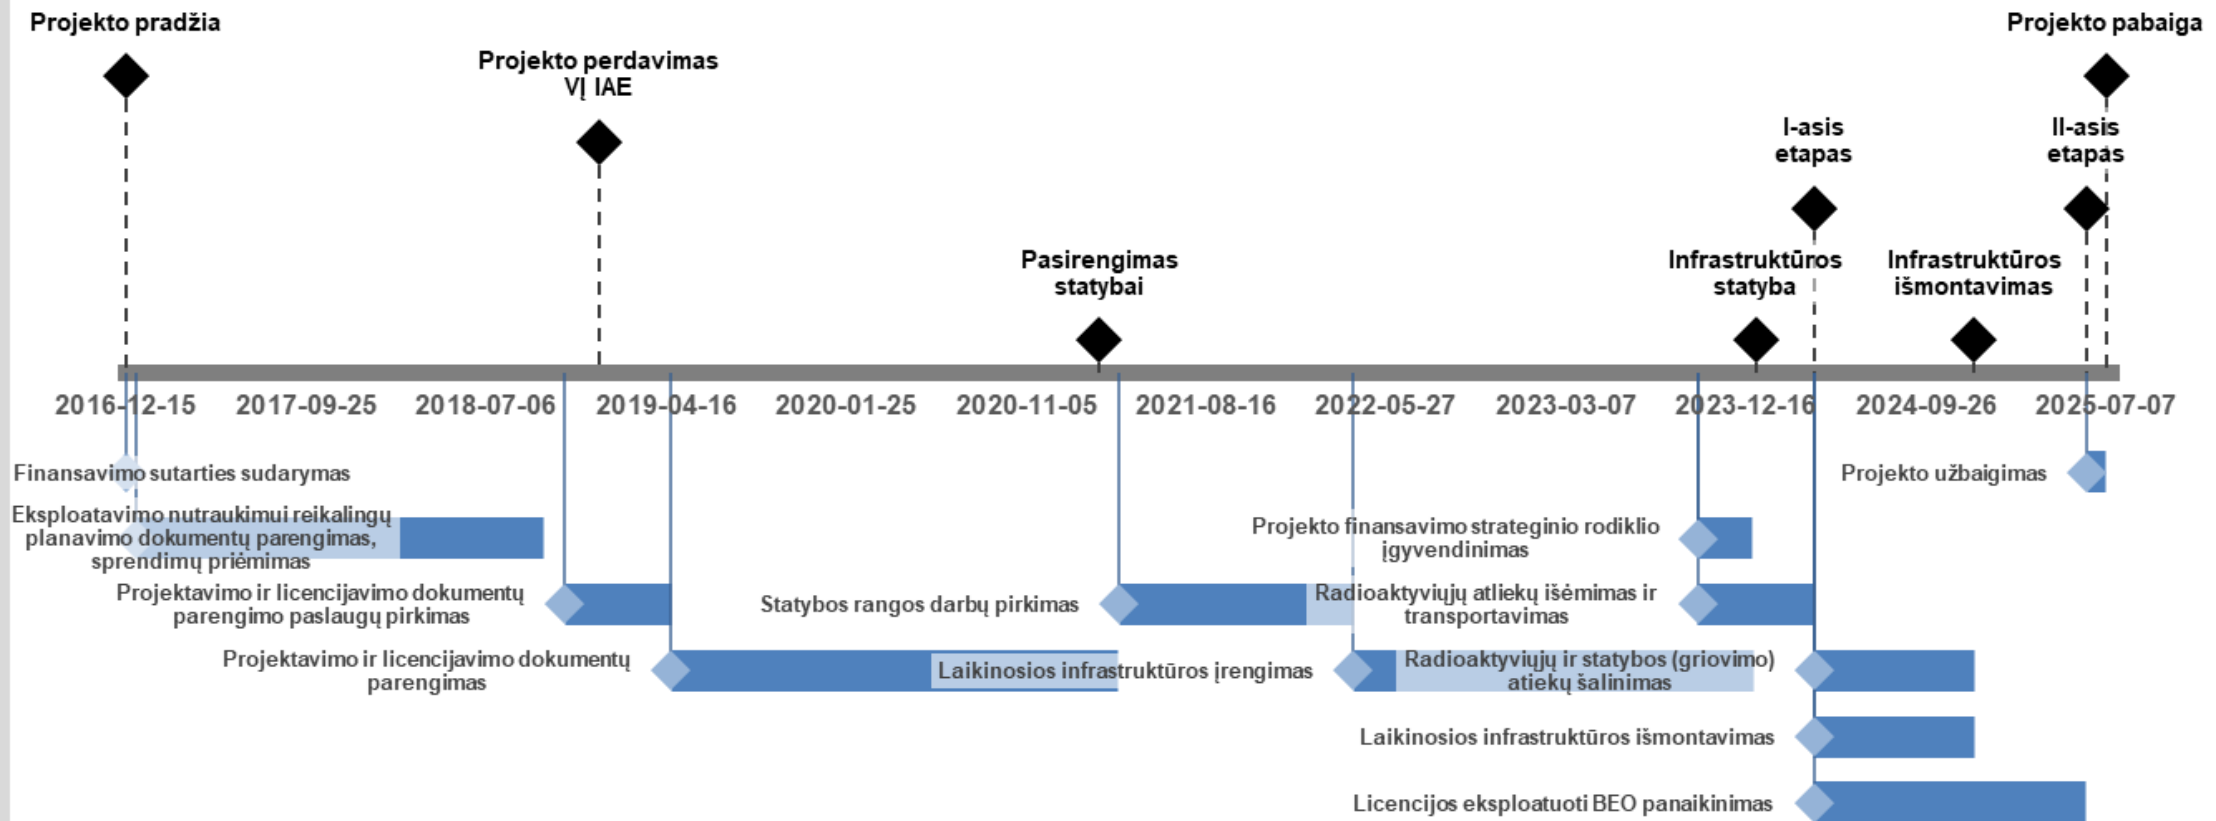 Projekto pradžia
Projekto pabaiga
Projekto perdavimas
VĮ IAE
I-asis
etapas
II-asis
etapas
Pasirengimas
statybai
Infrastruktūros
statyba
Infrastruktūros
išmontavimas
2016-12-15
2017-09-25
2018-07-06
2019-04-16
2020-01-25
2020-11-05
2021-08-16
2022-05-27
2023-03-07
2023-12-16
2024-09-26
2025-07-07
Finansavimo sutarties sudarymas
Projekto užbaigimas
Eksploatavimo nutraukimui reikalingų
planavimo dokumentų parengimas,
sprendimų priėmimas
Projekto finansavimo strateginio rodiklio
įgyvendinimas
Projektavimo ir licencijavimo dokumentų
parengimo paslaugų pirkimas
Statybos rangos darbų pirkimas
Radioaktyviųjų atliekų išėmimas ir
transportavimas
Projektavimo ir licencijavimo dokumentų
parengimas
Laikinosios infrastruktūros įrengimas
Radioaktyviųjų ir statybos (griovimo)
atiekų šalinimas
Laikinosios infrastruktūros išmontavimas
Licencijos eksploatuoti BEO panaikinimas